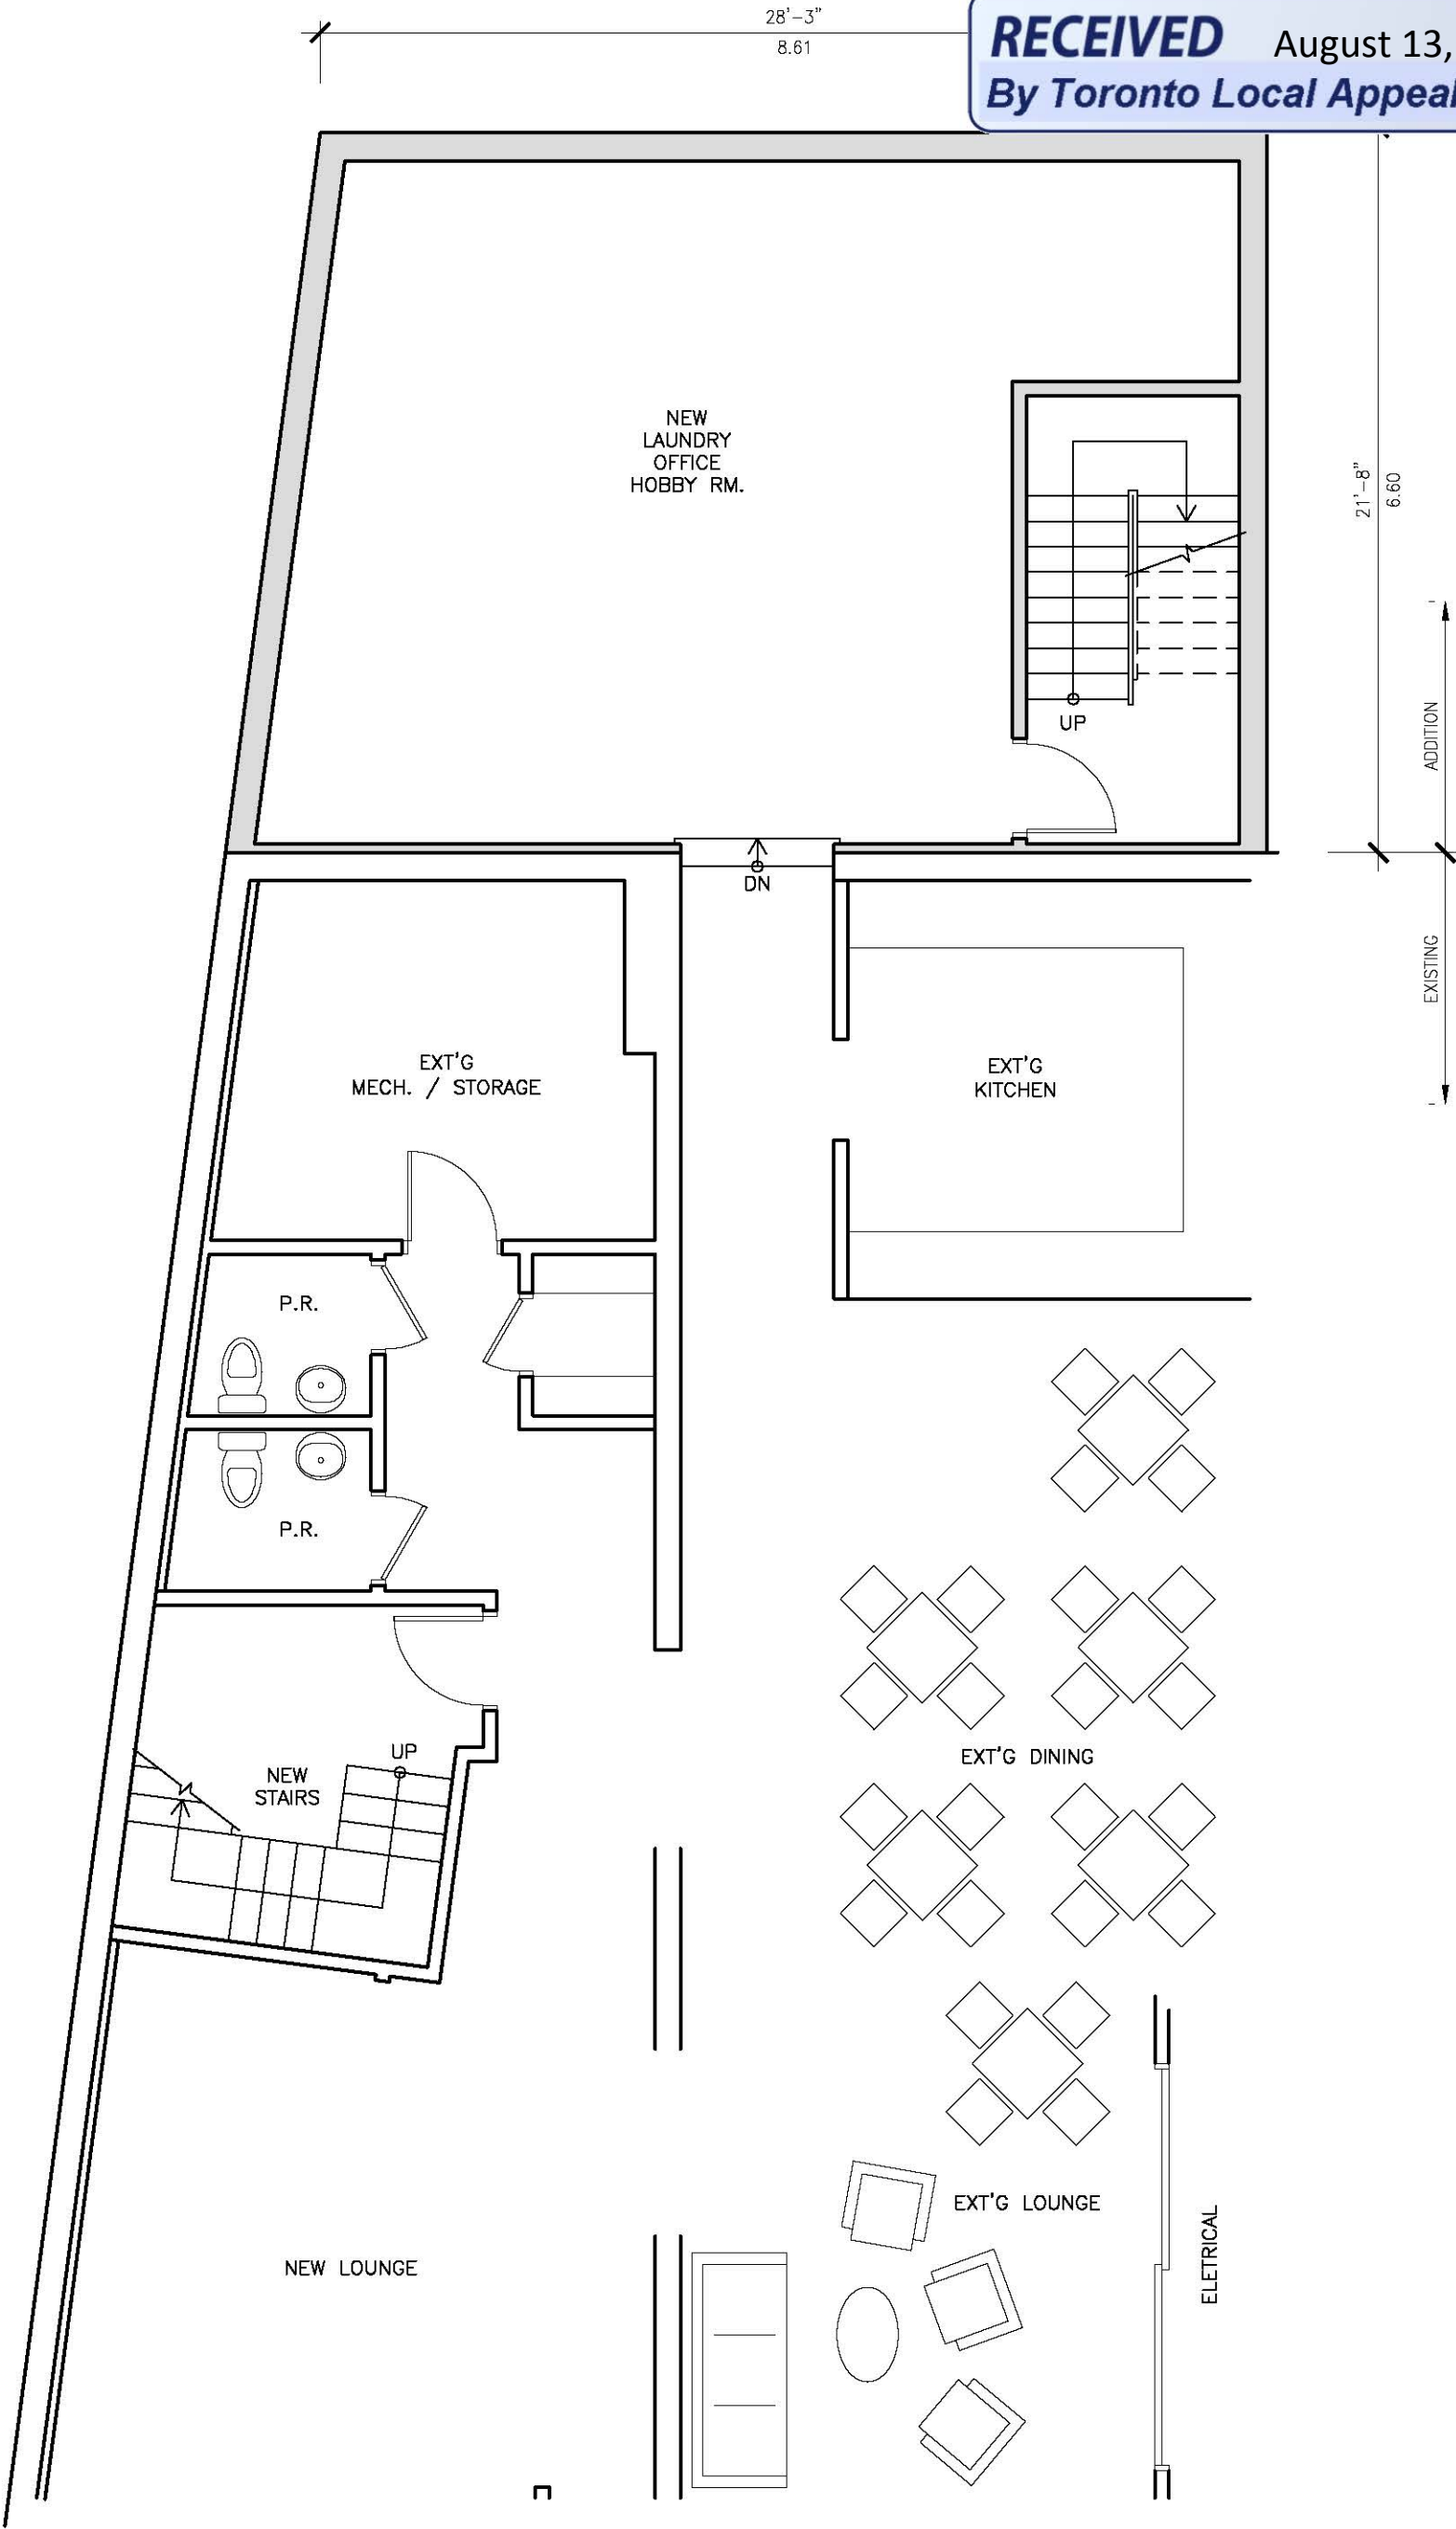 28'-3"
8.61
RECEIVED August 13,
By Toronto Local Appeal
NEW
LAUNDRY
OFFICE
HOBBY RM.
21'-8"
6.60
UP
ADDITION
DN
EXISTING
EXT'G
MECH. / STORAGE
EXT'G
KITCHEN
P.R.
P.R.
UP
NEW
STAIRS
EXT'G DINING
EXT'G LOUNGE
ELETRICAL
NEW LOUNGE